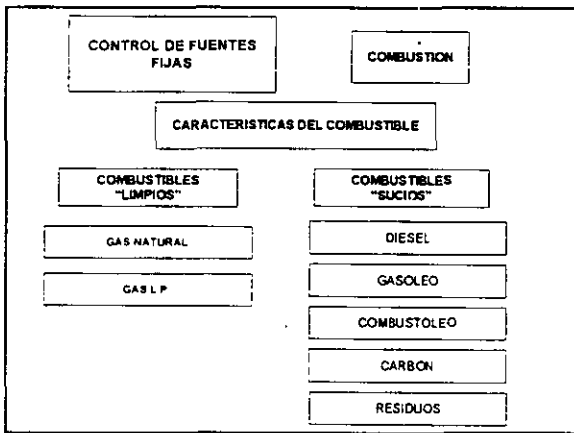 CONTROL DE FUENTES
FIJAS
COMBUSTION
CARACTERISTICAS DEL COMBUSTIBLE
COMBUSTIBLES
"LIMPIOS"
GAS NATURAL
GAS L P
COMBUSTIBLES
"SUCIOS"
DIESEL
GASOLEO
COMBUSTOLEO
CARBON
RESIDUOS